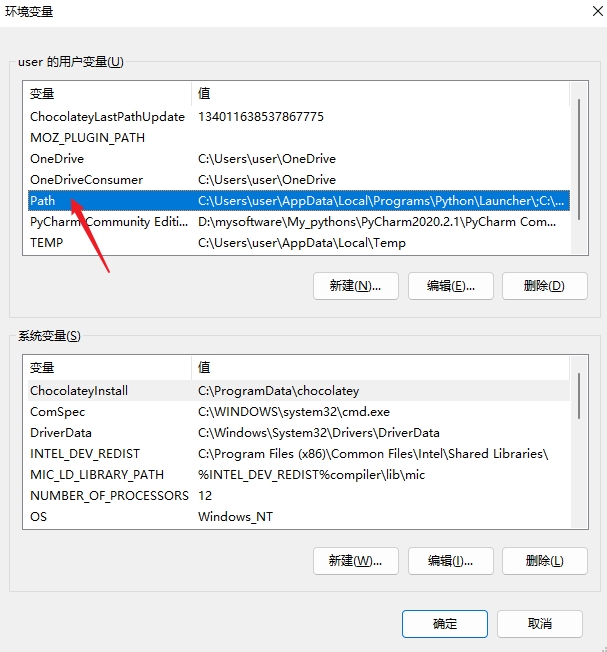 环境变量
user 的用户变量(U)
变量 值
ChocolateyLastPathUpdate 134011638537867775
MOZ_PLUGIN_PATH
OneDrive C:\Users\user\OneDrive
OneDriveConsumer C:\Users\user\OneDrive
Path C:\Users\user\AppData\Local\Programs\Python\Launcher\;C:\...
PyCharm Community Editi... D:\mysoftware\My_pythons\PyCharm2020.2.1\PyCharm Com...
TEMP C:\Users\user\AppData\Local\Temp
新建(N)... 编辑(E)... 删除(D)
系统变量(S)
变量 值
ChocolateyInstall C:\ProgramData\chocolatey
ComSpec C:\WINDOWS\system32\cmd.exe
DriverData C:\Windows\System32\Drivers\DriverData
INTEL_DEV_REDIST C:\Program Files (x86)\Common Files\Intel\Shared Libraries\
MIC_LD_LIBRARY_PATH %INTEL_DEV_REDIST%compiler\lib\mic
NUMBER_OF_PROCESSORS 12
OS Windows_NT
新建(W)... 编辑(I)... 删除(L)
确定 取消